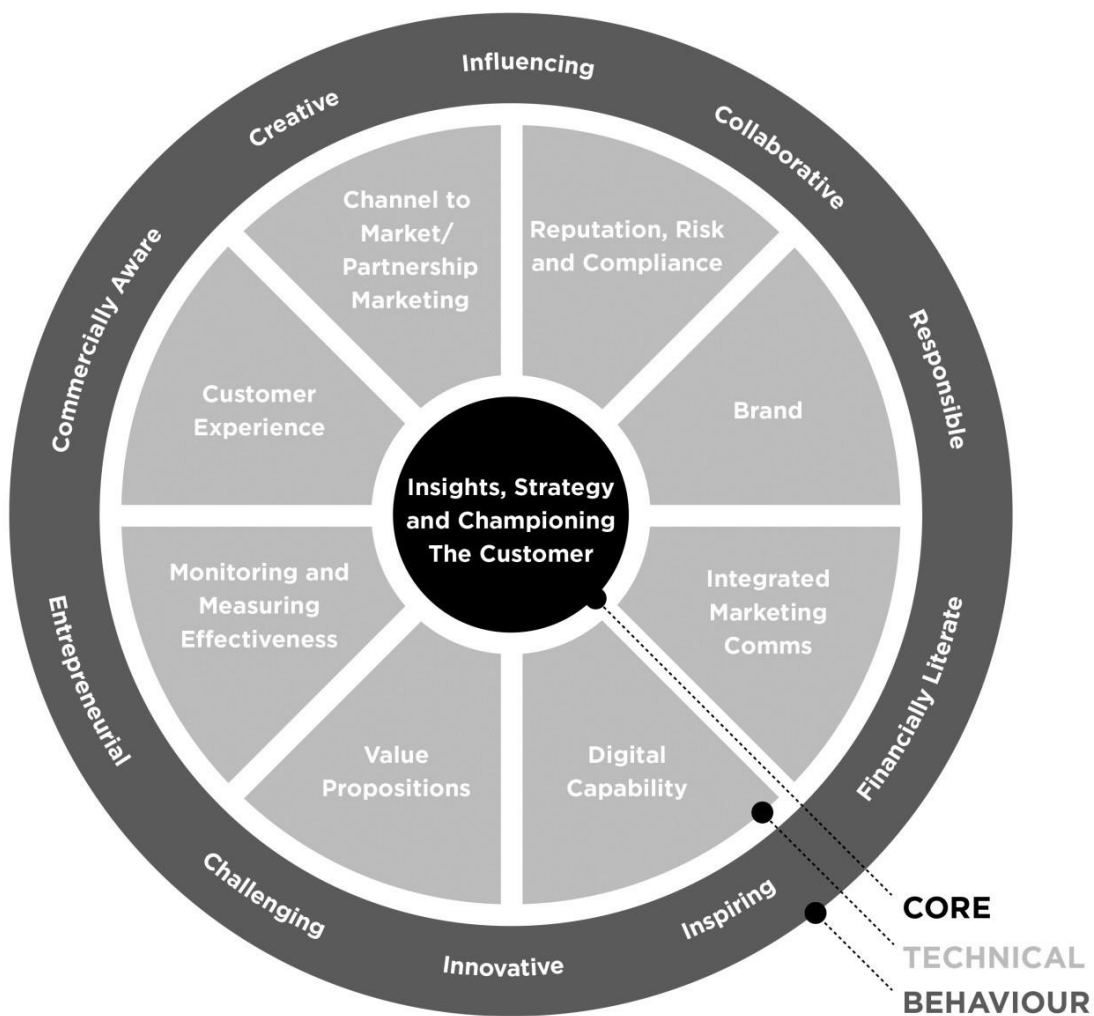 Influencing
Collaborative
Responsible
Financially Literate
Inspiring
Innovative
Challenging
Entrepreneurial
Commercially Aware
Creative
Channel to
Market/
Partnership
Marketing
Reputation, Risk
and Compliance
Brand
Integrated
Marketing
Comms
Digital
Capability
Value
Propositions
Monitoring and
Measuring
Effectiveness
Customer
Experience
Insights, Strategy
and Championing
The Customer
CORE
TECHNICAL
BEHAVIOUR